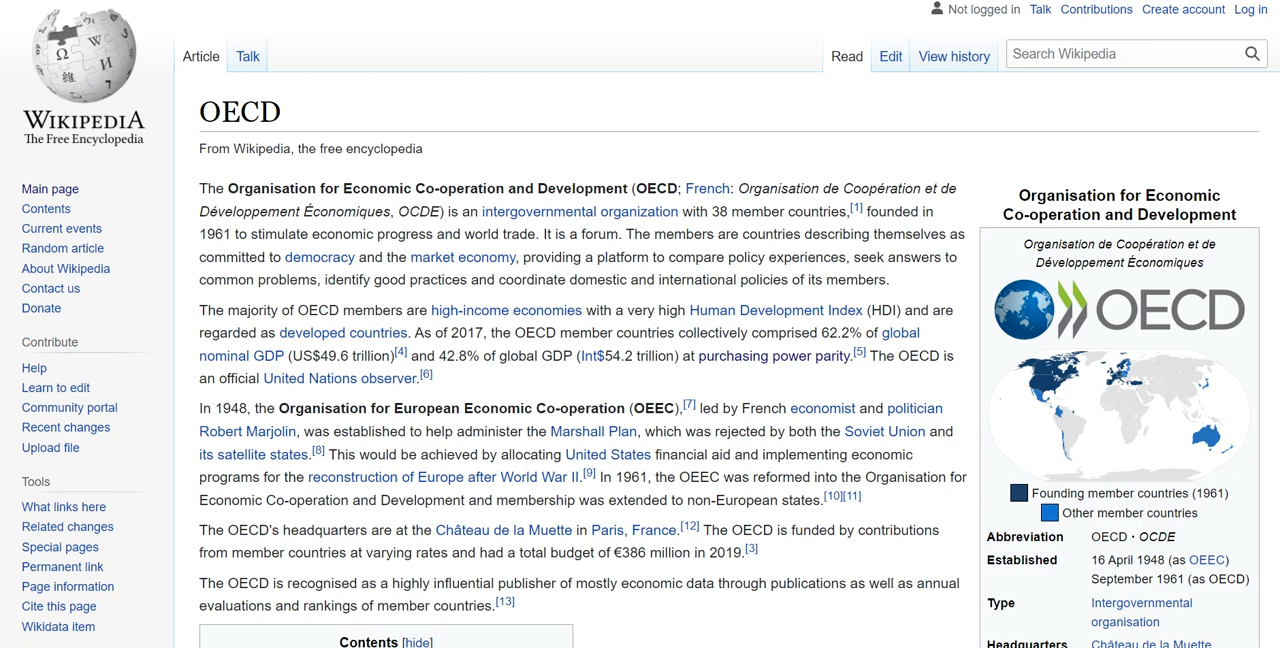 Not logged in Talk Contributions Create account Log in
Article Talk Read Edit View history Search Wikipedia
WIKIPEDIA
The Free Encyclopedia
Main page
Contents
Current events
Random article
About Wikipedia
Contact us
Donate
Contribute
Help
Learn to edit
Community portal
Recent changes
Upload file
Tools
What links here
Related changes
Special pages
Permanent link
Page information
Cite this page
Wikidata item
OECD
From Wikipedia, the free encyclopedia
The Organisation for Economic Co-operation and Development (OECD; French: Organisation de Coopération et de
Développement Économiques, OCDE) is an intergovernmental organization with 38 member countries,[1] founded in
1961 to stimulate economic progress and world trade. It is a forum. The members are countries describing themselves as
committed to democracy and the market economy, providing a platform to compare policy experiences, seek answers to
common problems, identify good practices and coordinate domestic and international policies of its members.
The majority of OECD members are high-income economies with a very high Human Development Index (HDI) and are
regarded as developed countries. As of 2017, the OECD member countries collectively comprised 62.2% of global
nominal GDP (US$49.6 trillion)[4] and 42.8% of global GDP (Int$54.2 trillion) at purchasing power parity.[5] The OECD is
an official United Nations observer.[6]
In 1948, the Organisation for European Economic Co-operation (OEEC),[7] led by French economist and politician
Robert Marjolin, was established to help administer the Marshall Plan, which was rejected by both the Soviet Union and
its satellite states.[8] This would be achieved by allocating United States financial aid and implementing economic
programs for the reconstruction of Europe after World War II.[9] In 1961, the OEEC was reformed into the Organisation for
Economic Co-operation and Development and membership was extended to non-European states.[10][11]
The OECD's headquarters are at the Château de la Muette in Paris, France.[12] The OECD is funded by contributions
from member countries at varying rates and had a total budget of €386 million in 2019.[3]
The OECD is recognised as a highly influential publisher of mostly economic data through publications as well as annual
evaluations and rankings of member countries.[13]
Contents [hide]
Organisation for Economic
Co-operation and Development
Organisation de Coopération et de
Développement Économiques
OECD
Founding member countries (1961)
Other member countries
Abbreviation OECD · OCDE
Established 16 April 1948 (as OEEC)
September 1961 (as OECD)
Type Intergovernmental
organisation
Headquarters Château de la Muette